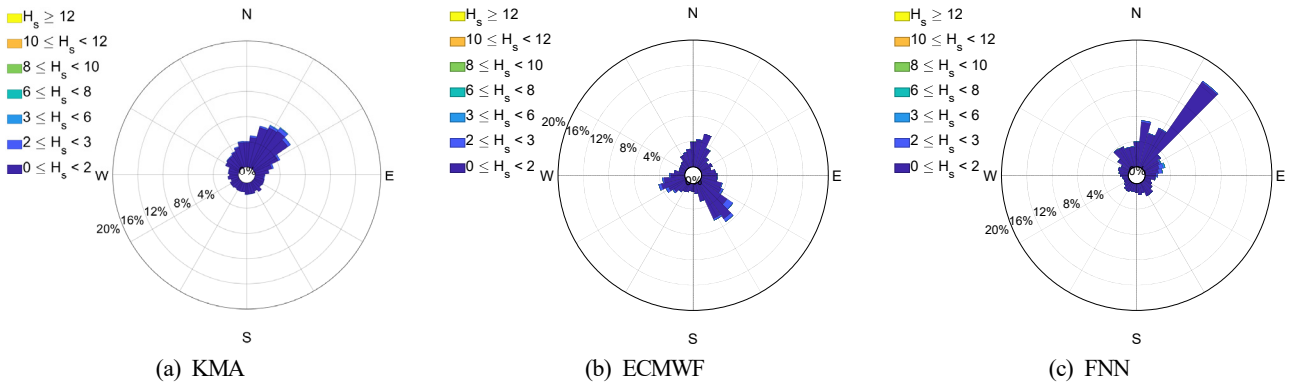 H_s ≥ 12
10 ≤ H_s < 12
8 ≤ H_s < 10
6 ≤ H_s < 8
3 ≤ H_s < 6
2 ≤ H_s < 3
0 ≤ H_s < 2
N
W
E
S
0%
4%
8%
12%
16%
20%
(a) KMA
H_s ≥ 12
10 ≤ H_s < 12
8 ≤ H_s < 10
6 ≤ H_s < 8
3 ≤ H_s < 6
2 ≤ H_s < 3
0 ≤ H_s < 2
N
20%
16%
12%
8%
4%
0%
W
E
S
(b) ECMWF
H_s ≥ 12
10 ≤ H_s < 12
8 ≤ H_s < 10
6 ≤ H_s < 8
3 ≤ H_s < 6
2 ≤ H_s < 3
0 ≤ H_s < 2
N
W
E
S
0%
4%
8%
12%
16%
20%
(c) FNN